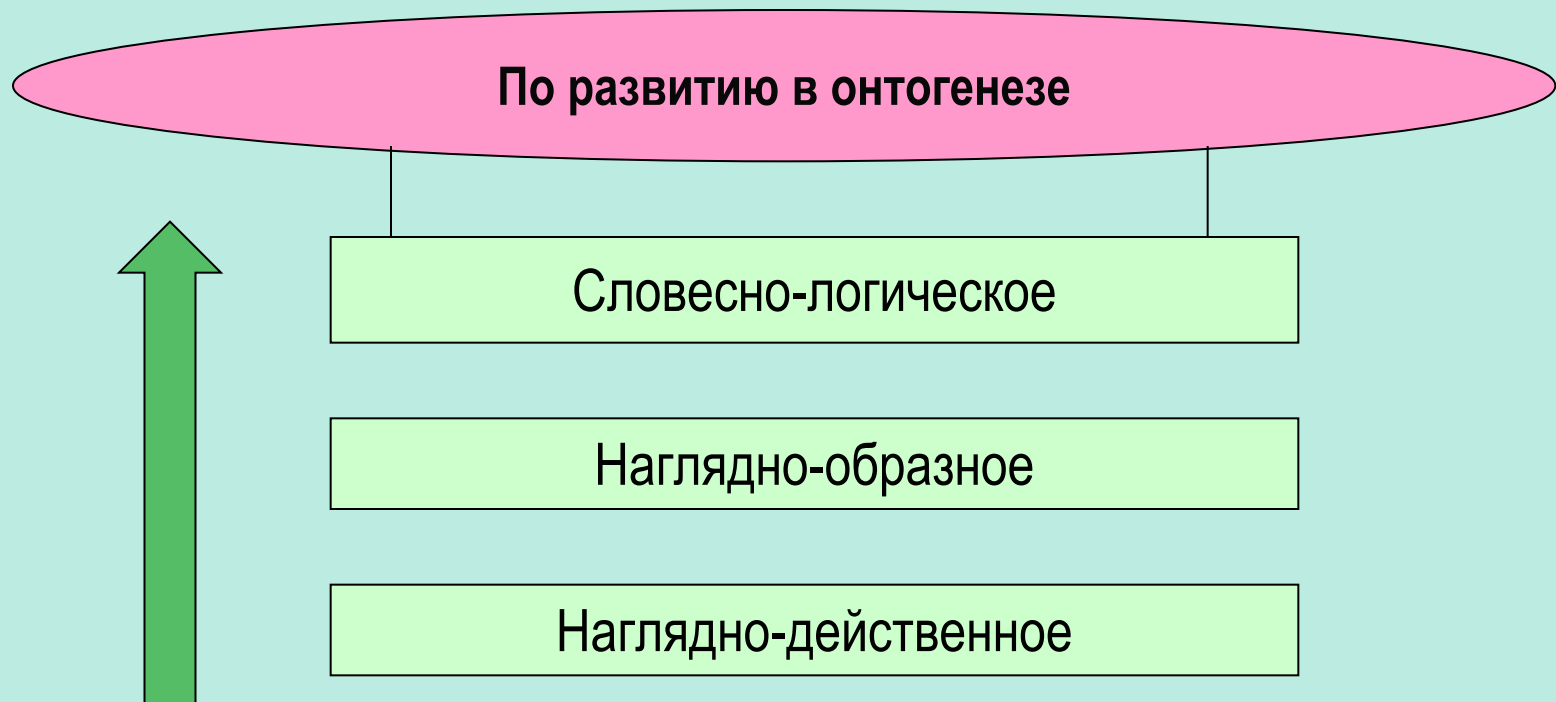 По развитию в онтогенезе
Словесно-логическое
Наглядно-образное
Наглядно-действенное